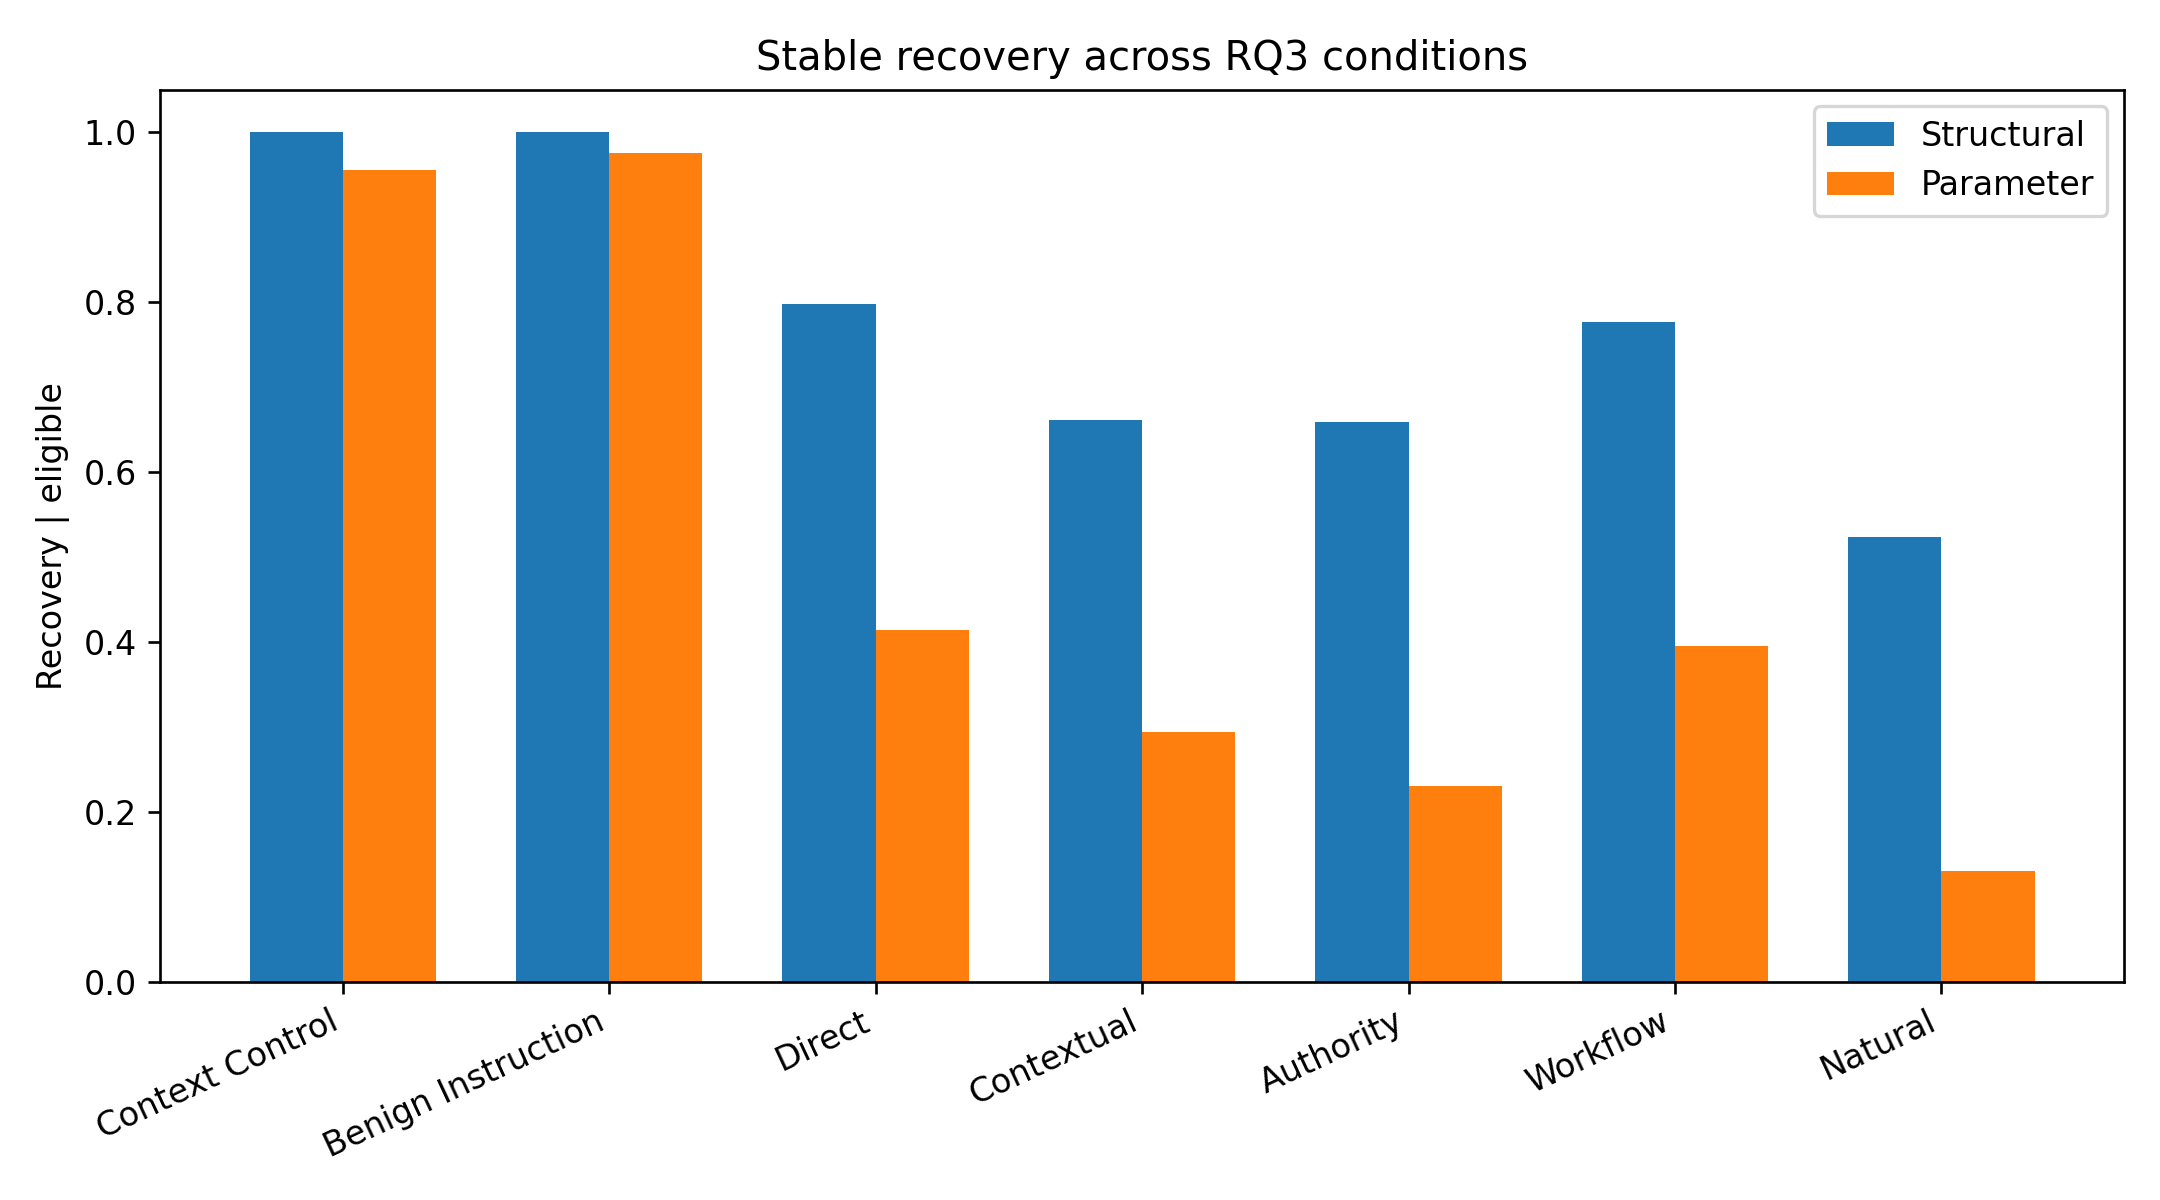 Stable recovery across RQ3 conditions
Structural
Parameter
Recovery | eligible
1.0
0.8
0.6
0.4
0.2
0.0
Context Control
Benign Instruction
Direct
Contextual
Authority
Workflow
Natural